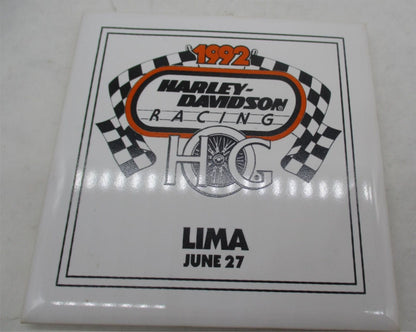 1992
HARLEY-
DAVIDSON
RACING
HOG
LIMA
JUNE 27